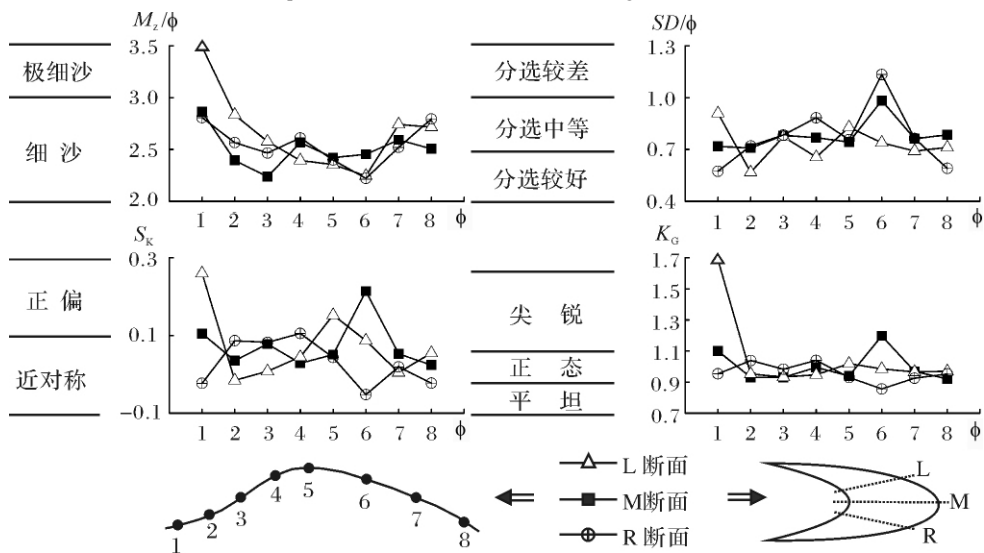 M_z/ϕ
3.5
3.0
2.5
2.0
1 2 3 4 5 6 7 8 ϕ
极细沙
细 沙
SD/ϕ
1.3
1.0
0.7
0.4
1 2 3 4 5 6 7 8 ϕ
分选较差
分选中等
分选较好
S_K
0.3
0.1
-0.1
1 2 3 4 5 6 7 8 ϕ
正 偏
近对称
K_G
1.7
1.5
1.3
1.1
0.9
0.7
1 2 3 4 5 6 7 8 ϕ
尖 锐
正 态
平 坦
1 2 3 4 5 6 7 8
L断面
M断面
R断面
L
M
R